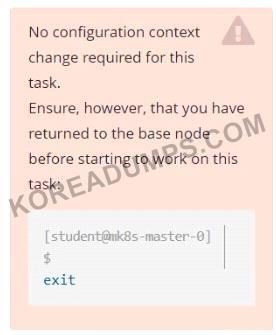 No configuration context
change required for this
task.
Ensure, however, that you have
returned to the base node
before starting to work on this
task:
KOREADUMPS.COM
[student@mk8s-master-0]
$
exit